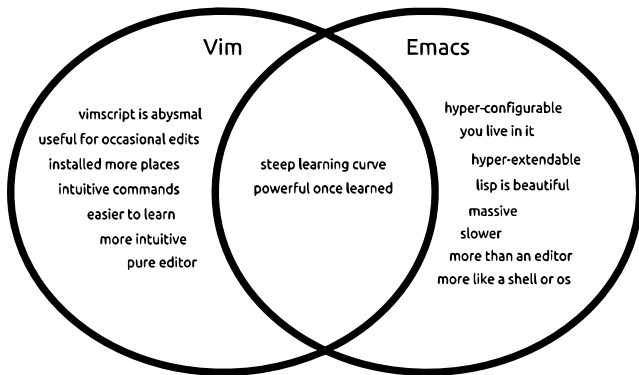 Vim
Emacs
vimscript is abysmal
useful for occasional edits
installed more places
intuitive commands
easier to learn
more intuitive
pure editor
steep learning curve
powerful once learned
hyper-configurable
you live in it
hyper-extendable
lisp is beautiful
massive
slower
more than an editor
more like a shell or os